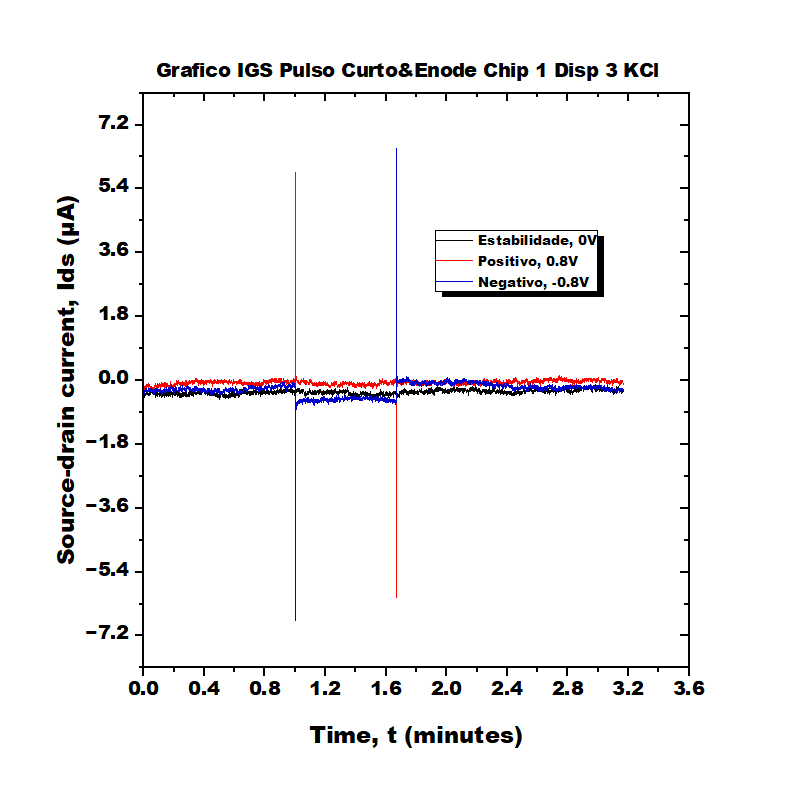 Grafico IGS Pulso Curto&Enode Chip 1 Disp 3 KCl
7.2
5.4
3.6
1.8
0.0
−1.8
−3.6
−5.4
−7.2
Source-drain current, Ids (µA)
Estabilidade, 0V
Positivo, 0.8V
Negativo, -0.8V
0.0 0.4 0.8 1.2 1.6 2.0 2.4 2.8 3.2 3.6
Time, t (minutes)